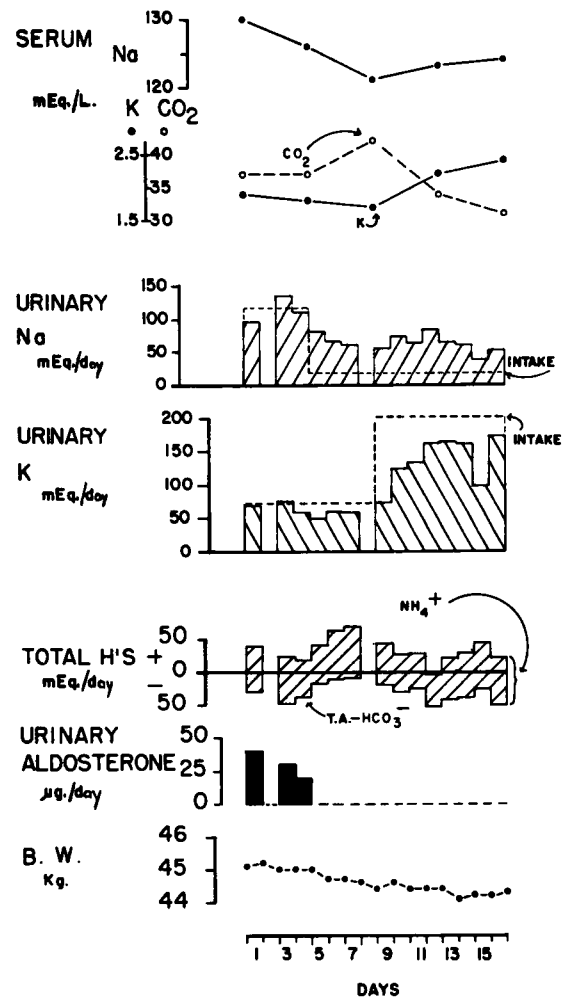 SERUM
Na
130
120
mEq./L.
K CO2
2.5 40
35
1.5 30
CO2
K
URINARY
Na
mEq./day
150
100
50
0
INTAKE
URINARY
K
mEq./day
200
150
100
50
0
INTAKE
TOTAL H'S +
mEq./day −
50
0
50
NH4+
T.A.-HCO3−
URINARY
ALDOSTERONE
µg./day
50
25
0
B. W.
Kg.
46
45
44
1 3 5 7 9 11 13 15
DAYS